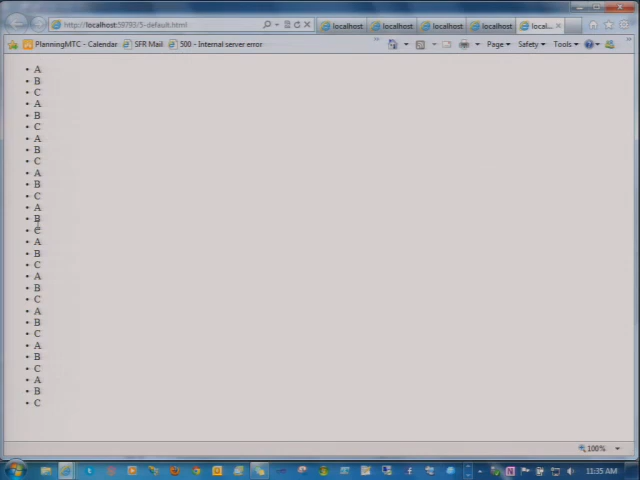 http://localhost:59793/5-default.html
localhost
localhost
localhost
localhost
local...
PlanningMTC - Calendar
SFR Mail
500 - Internal server error
Page
Safety
Tools
• A
• B
• C
• A
• B
• C
• A
• B
• C
• A
• B
• C
• A
• B
• C
• A
• B
• C
• A
• B
• C
• A
• B
• C
• A
• B
• C
• A
• B
• C
100%
11:35 AM